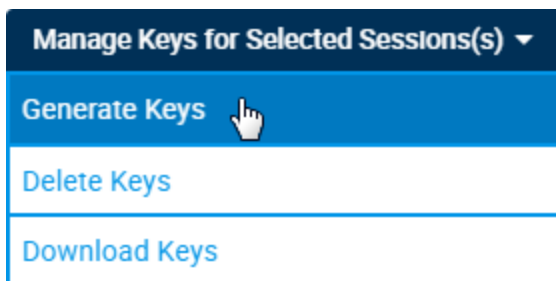 Manage Keys for Selected Sessions(s)
Generate Keys
Delete Keys
Download Keys